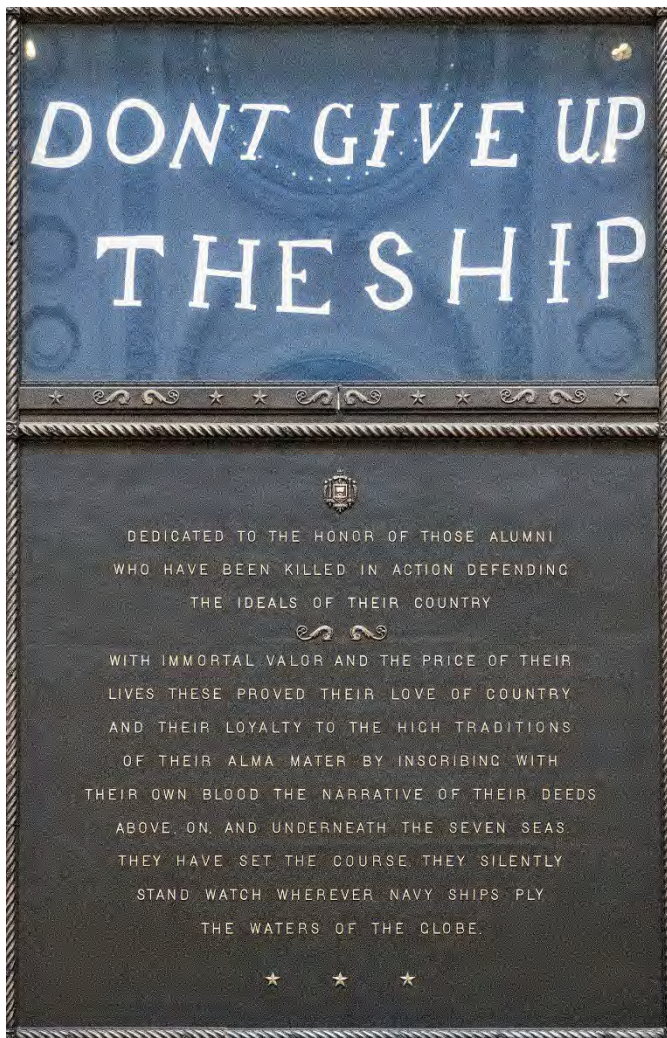 DONT GIVE UP
THE SHIP
DEDICATED TO THE HONOR OF THOSE ALUMNI
WHO HAVE BEEN KILLED IN ACTION DEFENDING
THE IDEALS OF THEIR COUNTRY
WITH IMMORTAL VALOR AND THE PRICE OF THEIR
LIVES THESE PROVED THEIR LOVE OF COUNTRY
AND THEIR LOYALTY TO THE HIGH TRADITIONS
OF THEIR ALMA MATER BY INSCRIBING WITH
THEIR OWN BLOOD THE NARRATIVE OF THEIR DEEDS
ABOVE, ON, AND UNDERNEATH THE SEVEN SEAS.
THEY HAVE SET THE COURSE. THEY SILENTLY
STAND WATCH WHEREVER NAVY SHIPS PLY
THE WATERS OF THE GLOBE.